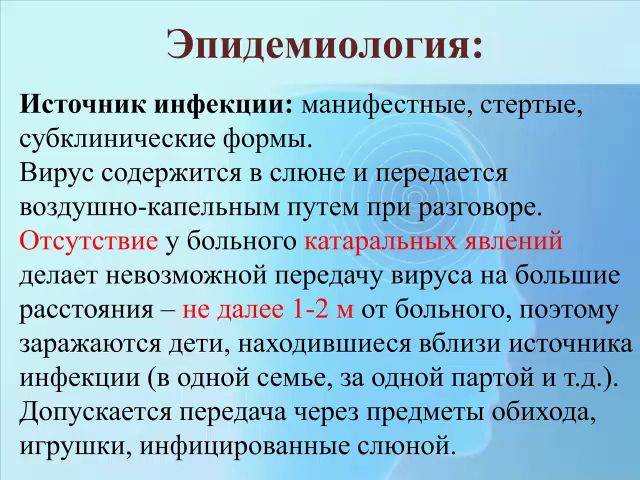 Эпидемиология:
Источник инфекции: манифестные, стертые,
субклинические формы.
Вирус содержится в слюне и передается
воздушно-капельным путем при разговоре.
Отсутствие у больного катаральных явлений
делает невозможной передачу вируса на большие
расстояния – не далее 1-2 м от больного, поэтому
заражаются дети, находившиеся вблизи источника
инфекции (в одной семье, за одной партой и т.д.).
Допускается передача через предметы обихода,
игрушки, инфицированные слюной.